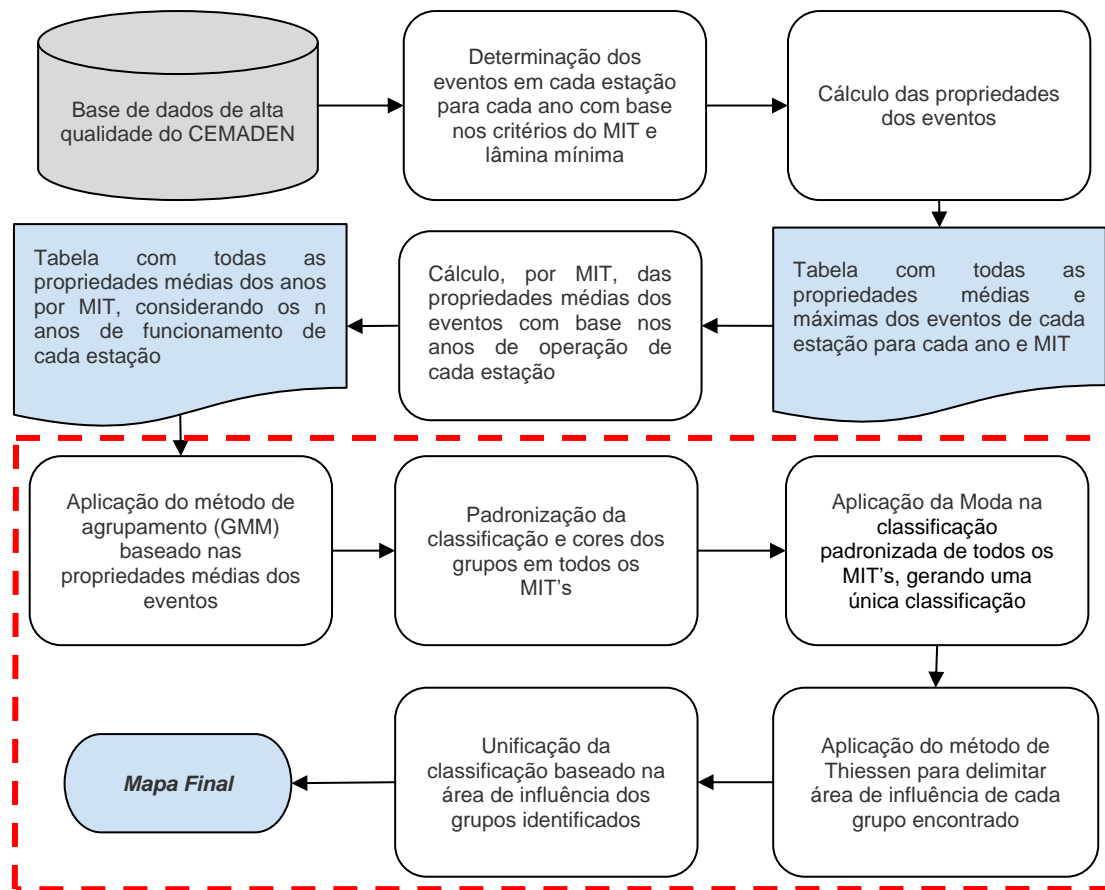 Base de dados de alta
qualidade do CEMADEN
Determinação dos
eventos em cada estação
para cada ano com base
nos critérios do MIT e
lâmina mínima
Cálculo das propriedades
dos eventos
Tabela com todas as
propriedades médias e
máximas dos eventos de cada
estação para cada ano e MIT
Cálculo, por MIT, das
propriedades médias dos
eventos com base nos
anos de operação de
cada estação
Tabela com todas as
propriedades médias dos anos
por MIT, considerando os n
anos de funcionamento de
cada estação
Aplicação do método de
agrupamento (GMM)
baseado nas
propriedades médias dos
eventos
Padronização da
classificação e cores dos
grupos em todos os
MIT's
Aplicação da Moda na
classificação
padronizada de todos os
MIT's, gerando uma
única classificação
Aplicação do método de
Thiessen para delimitar
área de influência de cada
grupo encontrado
Unificação da
classificação baseado na
área de influência dos
grupos identificados
Mapa Final